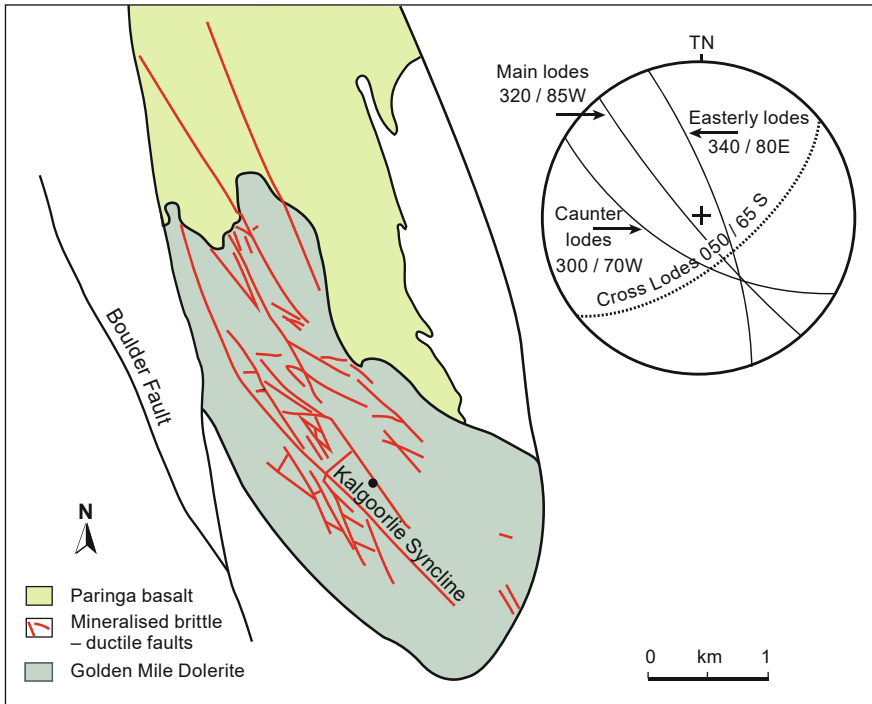 TN
Main lodes
320 / 85W
Easterly lodes
340 / 80E
Caunter
lodes
300 / 70W
Cross Lodes 050 / 65 S
Boulder Fault
Kalgoorlie Syncline
N
Paringa basalt
Mineralised brittle
– ductile faults
Golden Mile Dolerite
0 km 1